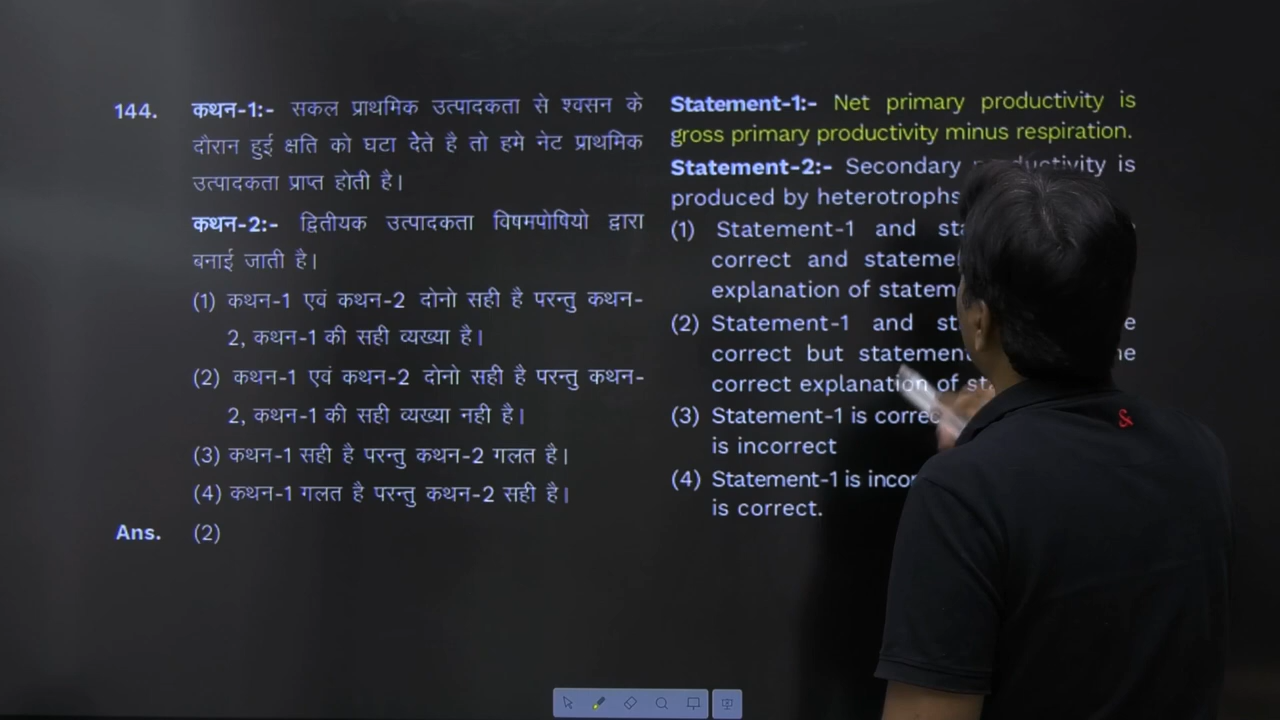 144.
कथन-1:- सकल प्राथमिक उत्पादकता से श्वसन के
दौरान हुई क्षति को घटा देते है तो हमे नेट प्राथमिक
उत्पादकता प्राप्त होती है।
कथन-2:- द्वितीयक उत्पादकता विषमपोषियो द्वारा
बनाई जाती है।
(1) कथन-1 एवं कथन-2 दोनो सही है परन्तु कथन-
2, कथन-1 की सही व्यख्या है।
(2) कथन-1 एवं कथन-2 दोनो सही है परन्तु कथन-
2, कथन-1 की सही व्यख्या नही है।
(3) कथन-1 सही है परन्तु कथन-2 गलत है।
(4) कथन-1 गलत है परन्तु कथन-2 सही है।
Ans. (2)
Statement-1:- Net primary productivity is
gross primary productivity minus respiration.
Statement-2:- Secondary is
produced by heterotrophs
(1) Statement-1 and
correct and
explanation of
(2) Statement-1 and
correct but
correct explanation of
(3) Statement-1 is
is incorrect
(4) Statement-1 is
is correct.